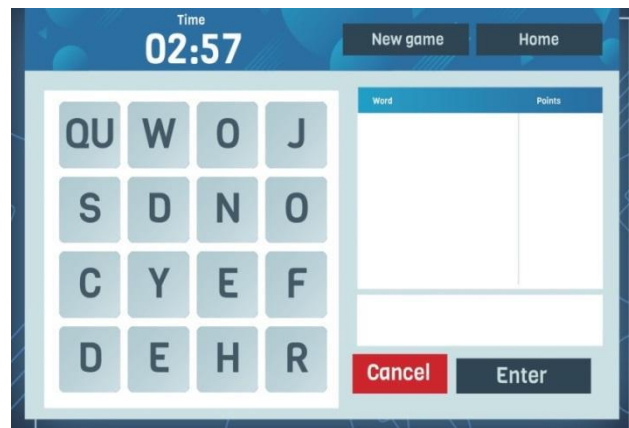 Time
02:57
New game
Home
QU W O J
S D N O
C Y E F
D E H R
Word Points
Cancel
Enter